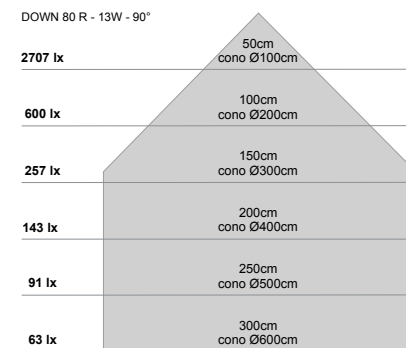 DOWN 80 R - 13W - 90°
50cm
2707 lx
cono Ø100cm
100cm
600 lx
cono Ø200cm
150cm
257 lx
cono Ø300cm
200cm
143 lx
cono Ø400cm
250cm
91 lx
cono Ø500cm
300cm
63 lx
cono Ø600cm